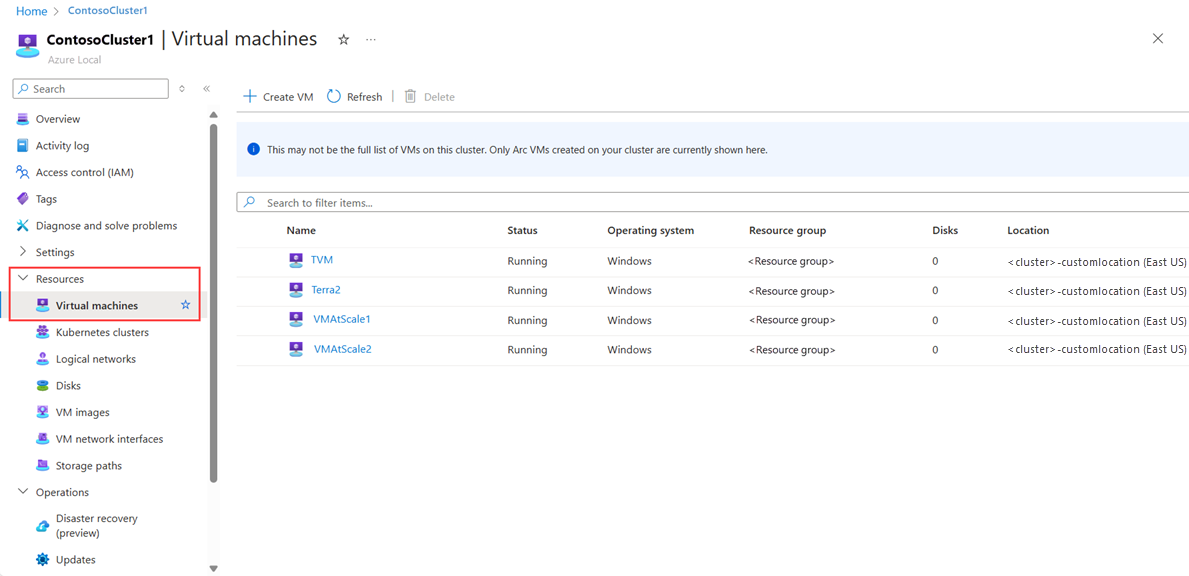 Home > ContosoCluster1
ContosoCluster1 | Virtual machines ☆ ...
Azure Local
Search
Overview
Activity log
Access control (IAM)
Tags
Diagnose and solve problems
Settings
Resources
Virtual machines
Kubernetes clusters
Logical networks
Disks
VM images
VM network interfaces
Storage paths
Operations
Disaster recovery
(preview)
Updates
+ Create VM Refresh | Delete
This may not be the full list of VMs on this cluster. Only Arc VMs created on your cluster are currently shown here.
Search to filter items...
Name Status Operating system Resource group Disks Location
TVM Running Windows <Resource group> 0 <cluster>-customlocation (East US)
Terra2 Running Windows <Resource group> 0 <cluster>-customlocation (East US)
VMAtScale1 Running Windows <Resource group> 0 <cluster>-customlocation (East US)
VMAtScale2 Running Windows <Resource group> 0 <cluster>-customlocation (East US)